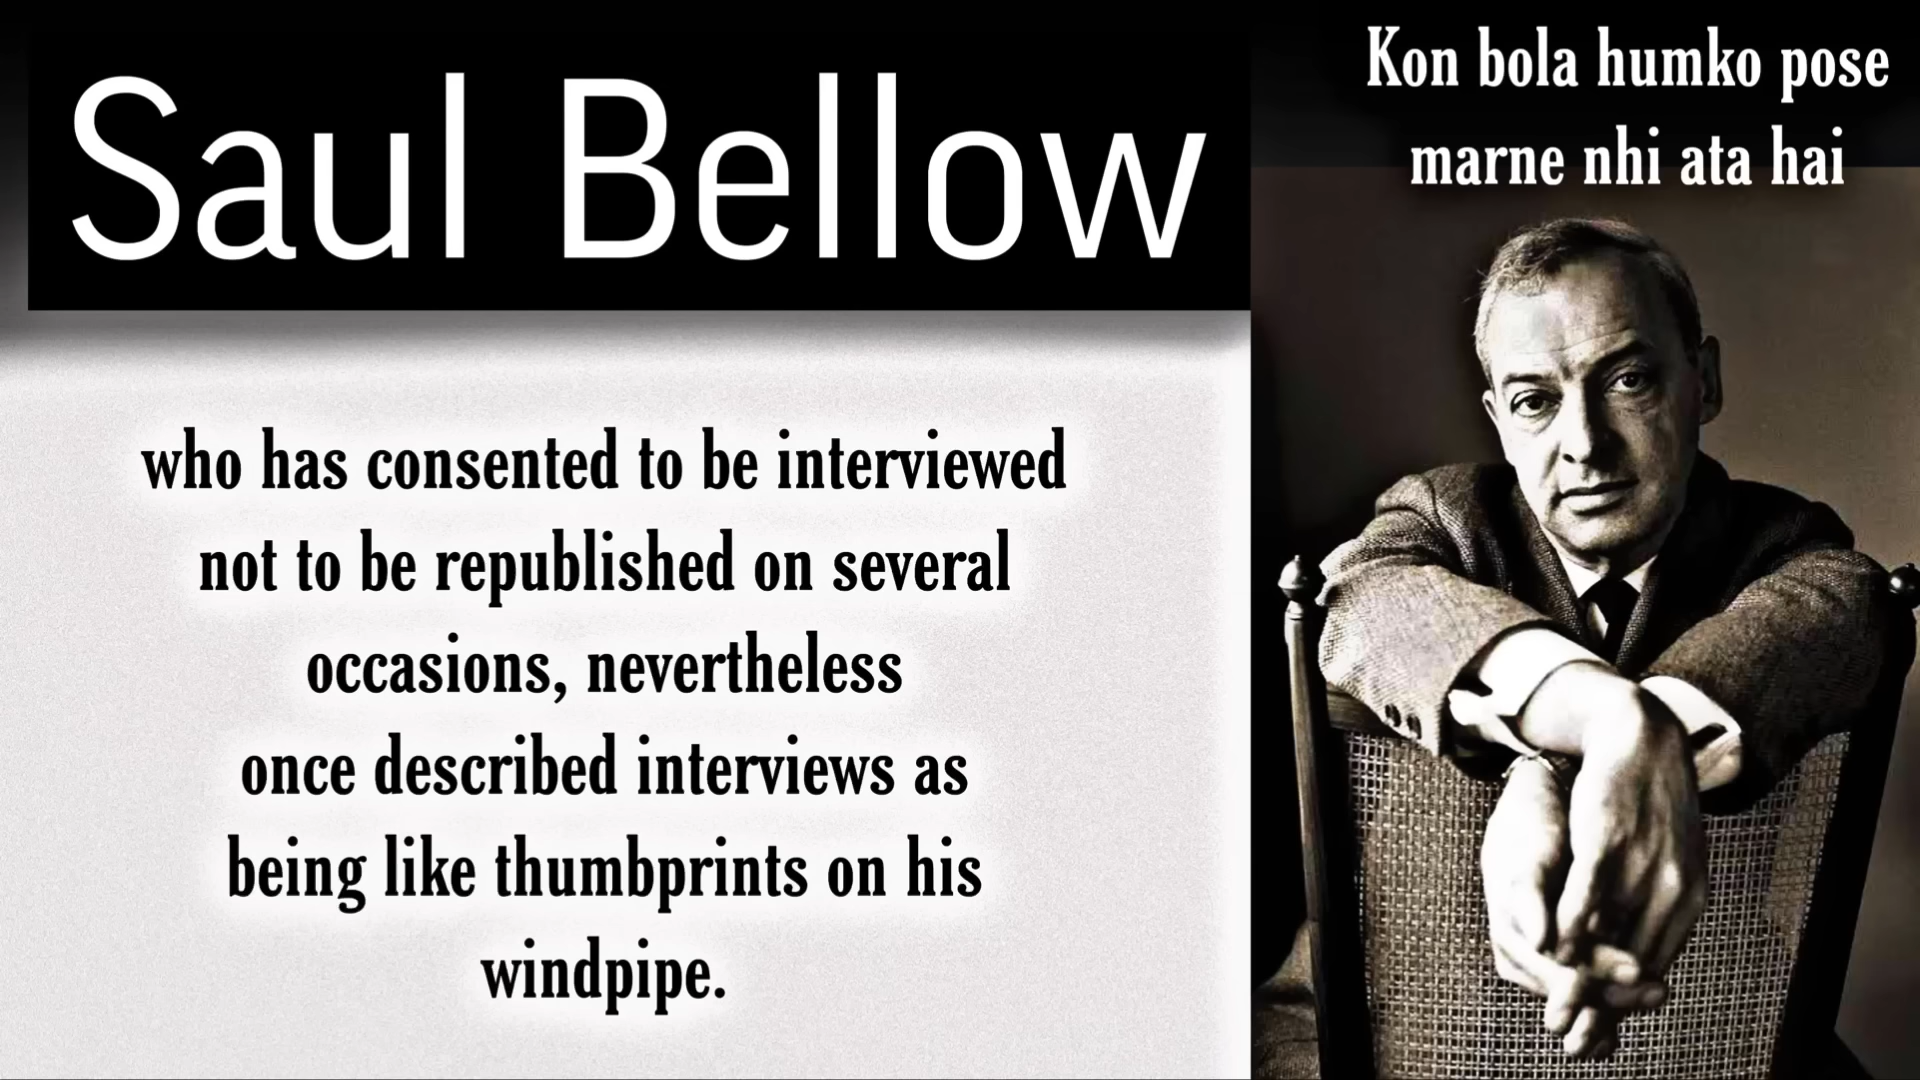 Saul Bellow
who has consented to be interviewed
not to be republished on several
occasions, nevertheless
once described interviews as
being like thumbprints on his
windpipe.
Kon bola humko pose
marne nhi ata hai